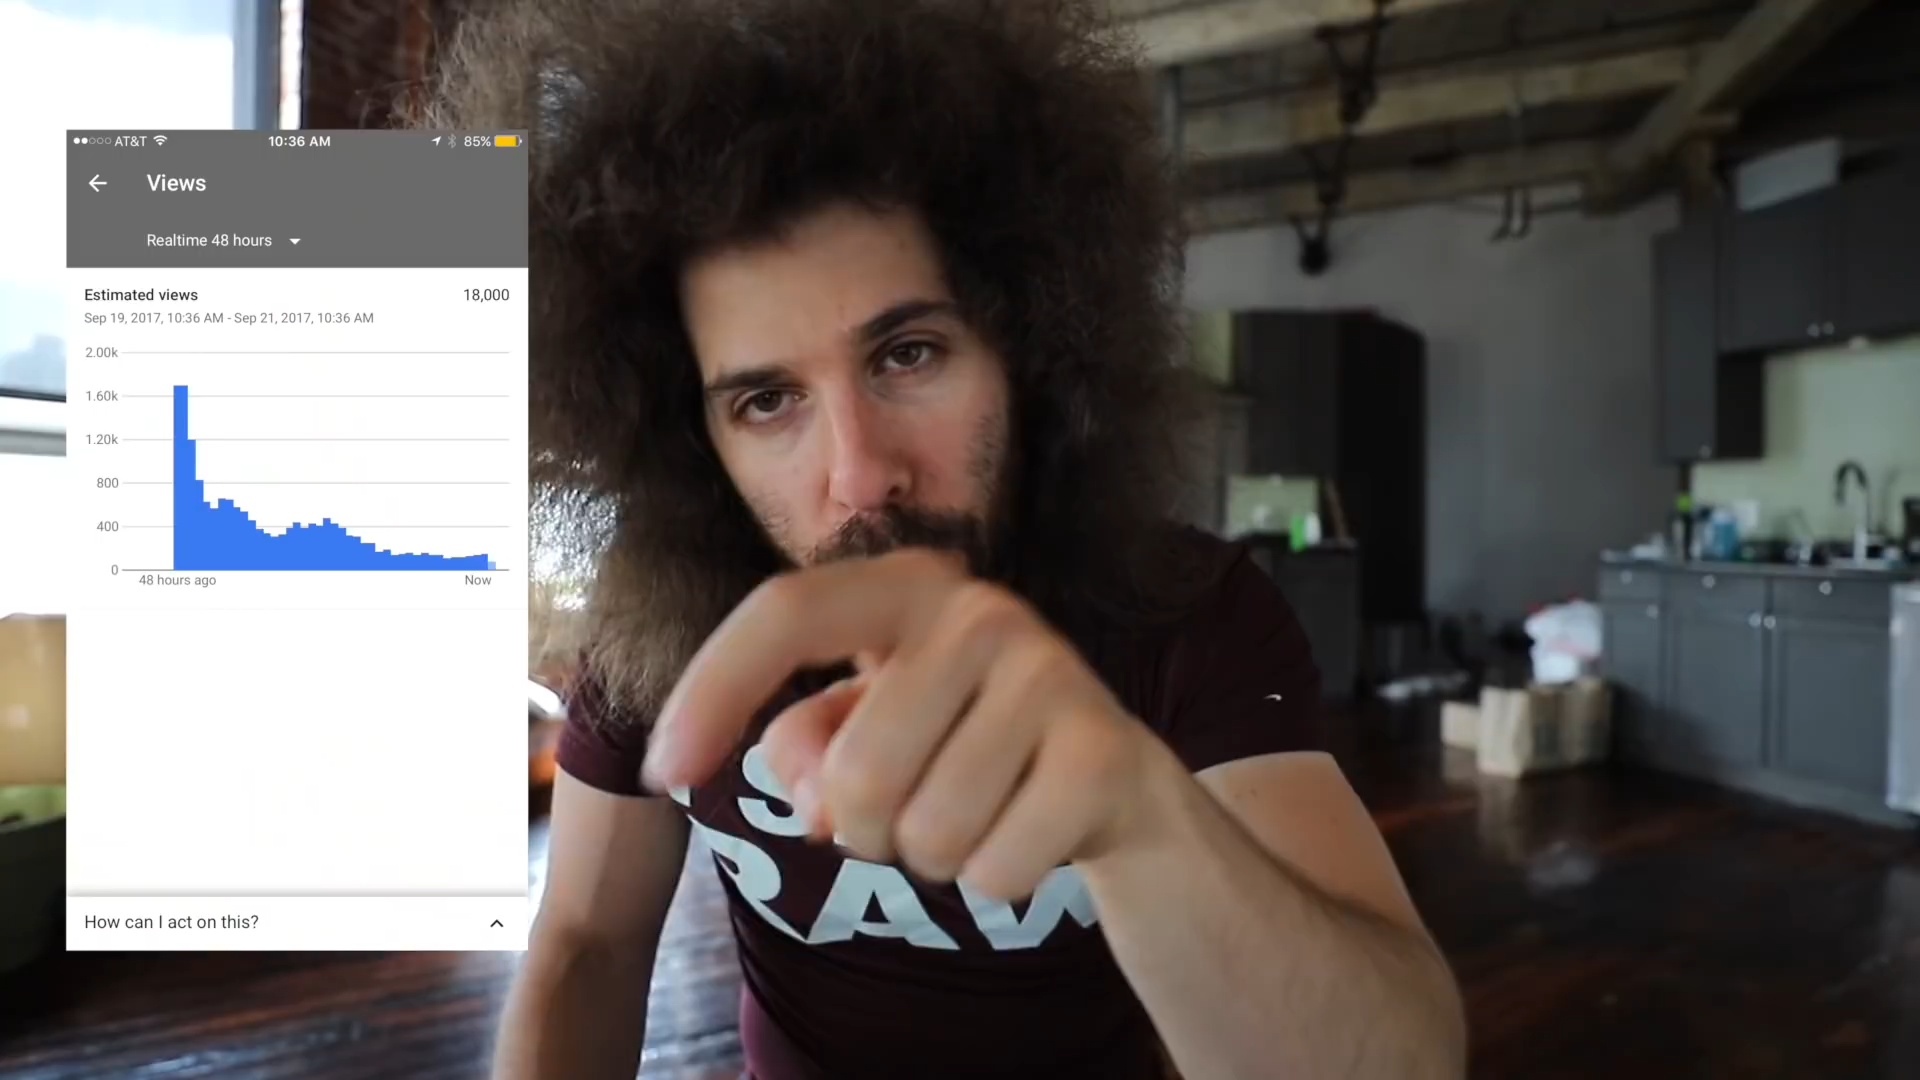 AT&T 10:36 AM 85%
Views
Realtime 48 hours
Estimated views 18,000
Sep 19, 2017, 10:36 AM - Sep 21, 2017, 10:36 AM
2.00k
1.60k
1.20k
800
400
0
48 hours ago Now
How can I act on this?
RAW